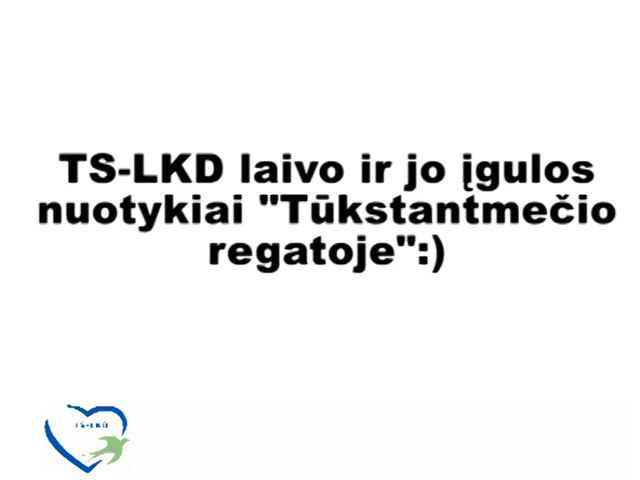 TS-LKD laivo ir jo įgulos
nuotykiai "Tūkstantmečio
regatoje":)
TS-LKD